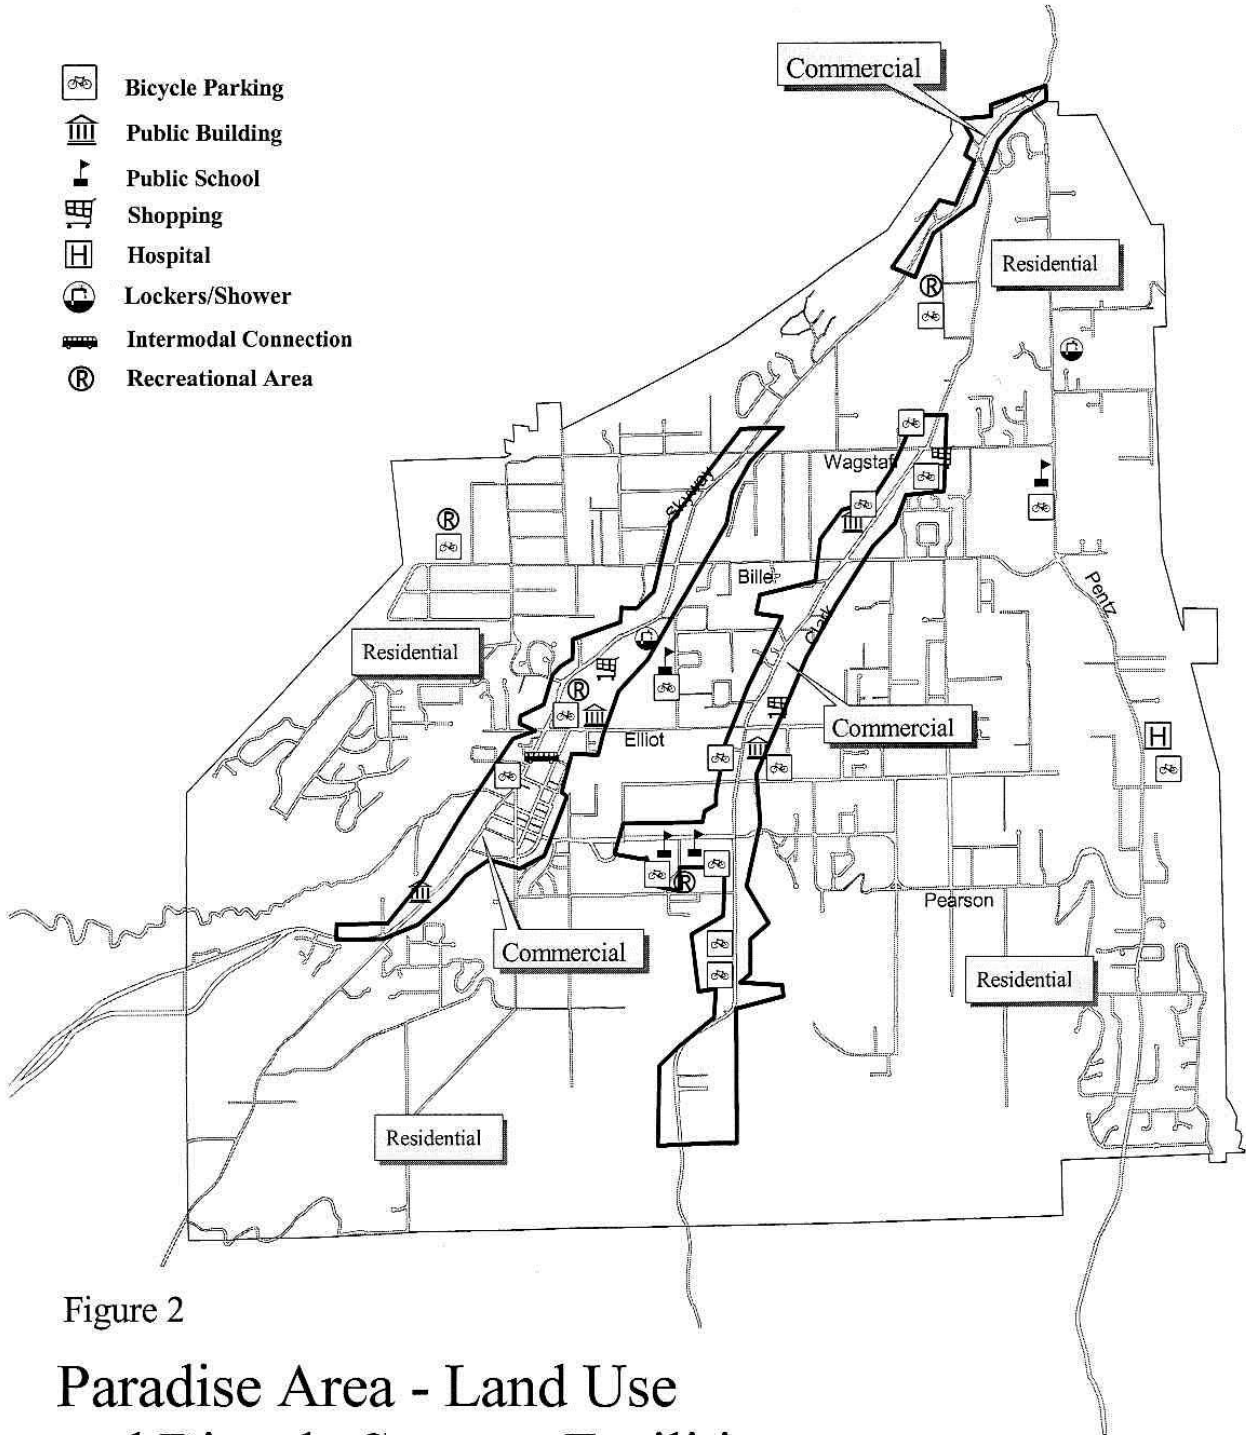 Commercial
Bicycle Parking
Public Building
Public School
Shopping
H Hospital
Lockers/Shower
Intermodal Connection
R Recreational Area
Residential
R
Wagstaff
Skyway
R
Bille
Pentz
Clark
Residential
R
Commercial
Elliot
H
R
Pearson
Commercial
Residential
Residential
Figure 2
Paradise Area - Land Use